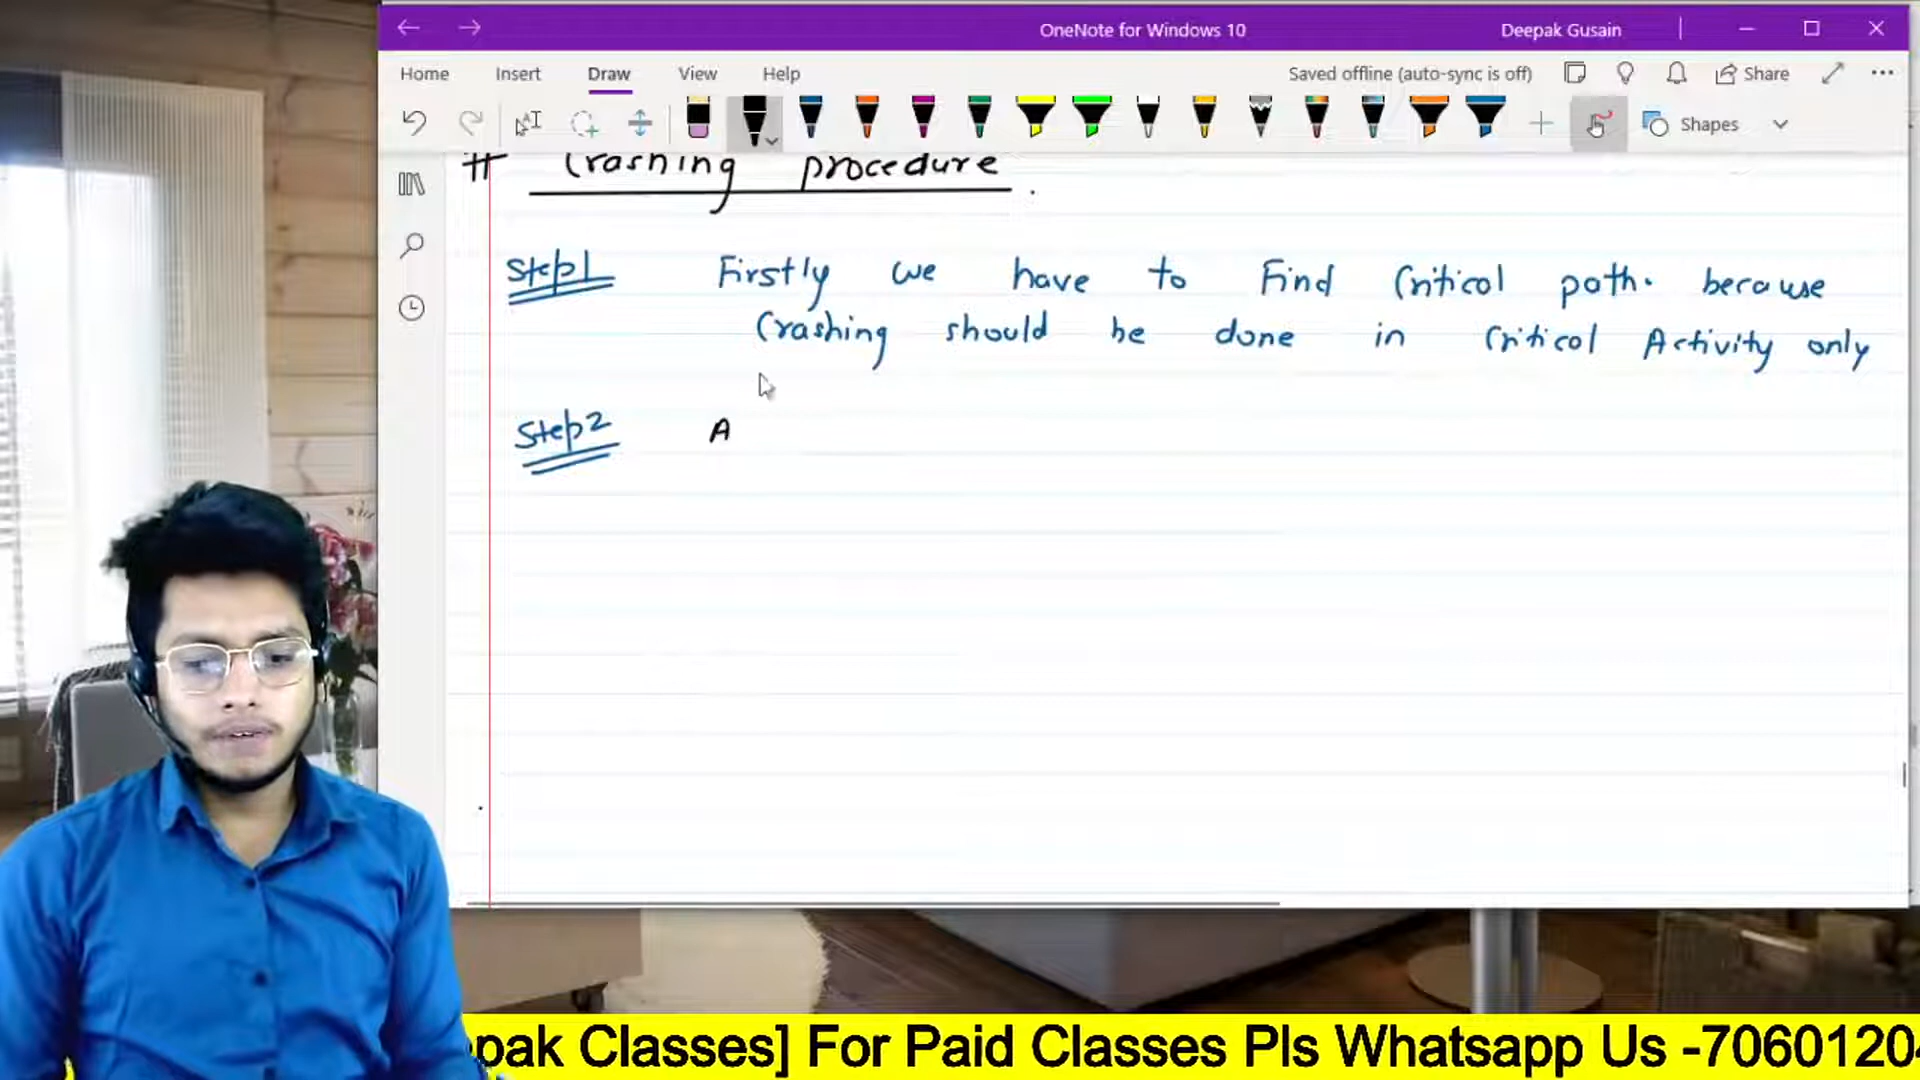 OneNote for Windows 10
Deepak Gusain
Home Insert Draw View Help
Saved offline (auto-sync is off)
Share
Shapes
# Crashing procedure.
Step1 Firstly we have to Find Critical path. because
Crashing should be done in Critical Activity only
Step2 A
pak Classes] For Paid Classes Pls Whatsapp Us -7060120